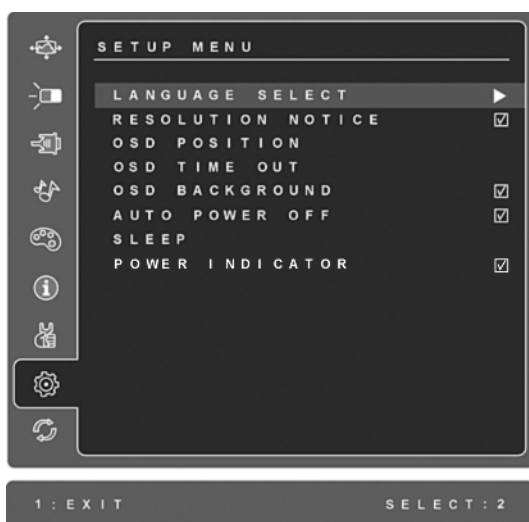 SETUP MENU
LANGUAGE SELECT
RESOLUTION NOTICE
OSD POSITION
OSD TIME OUT
OSD BACKGROUND
AUTO POWER OFF
SLEEP
POWER INDICATOR
1:EXIT SELECT:2